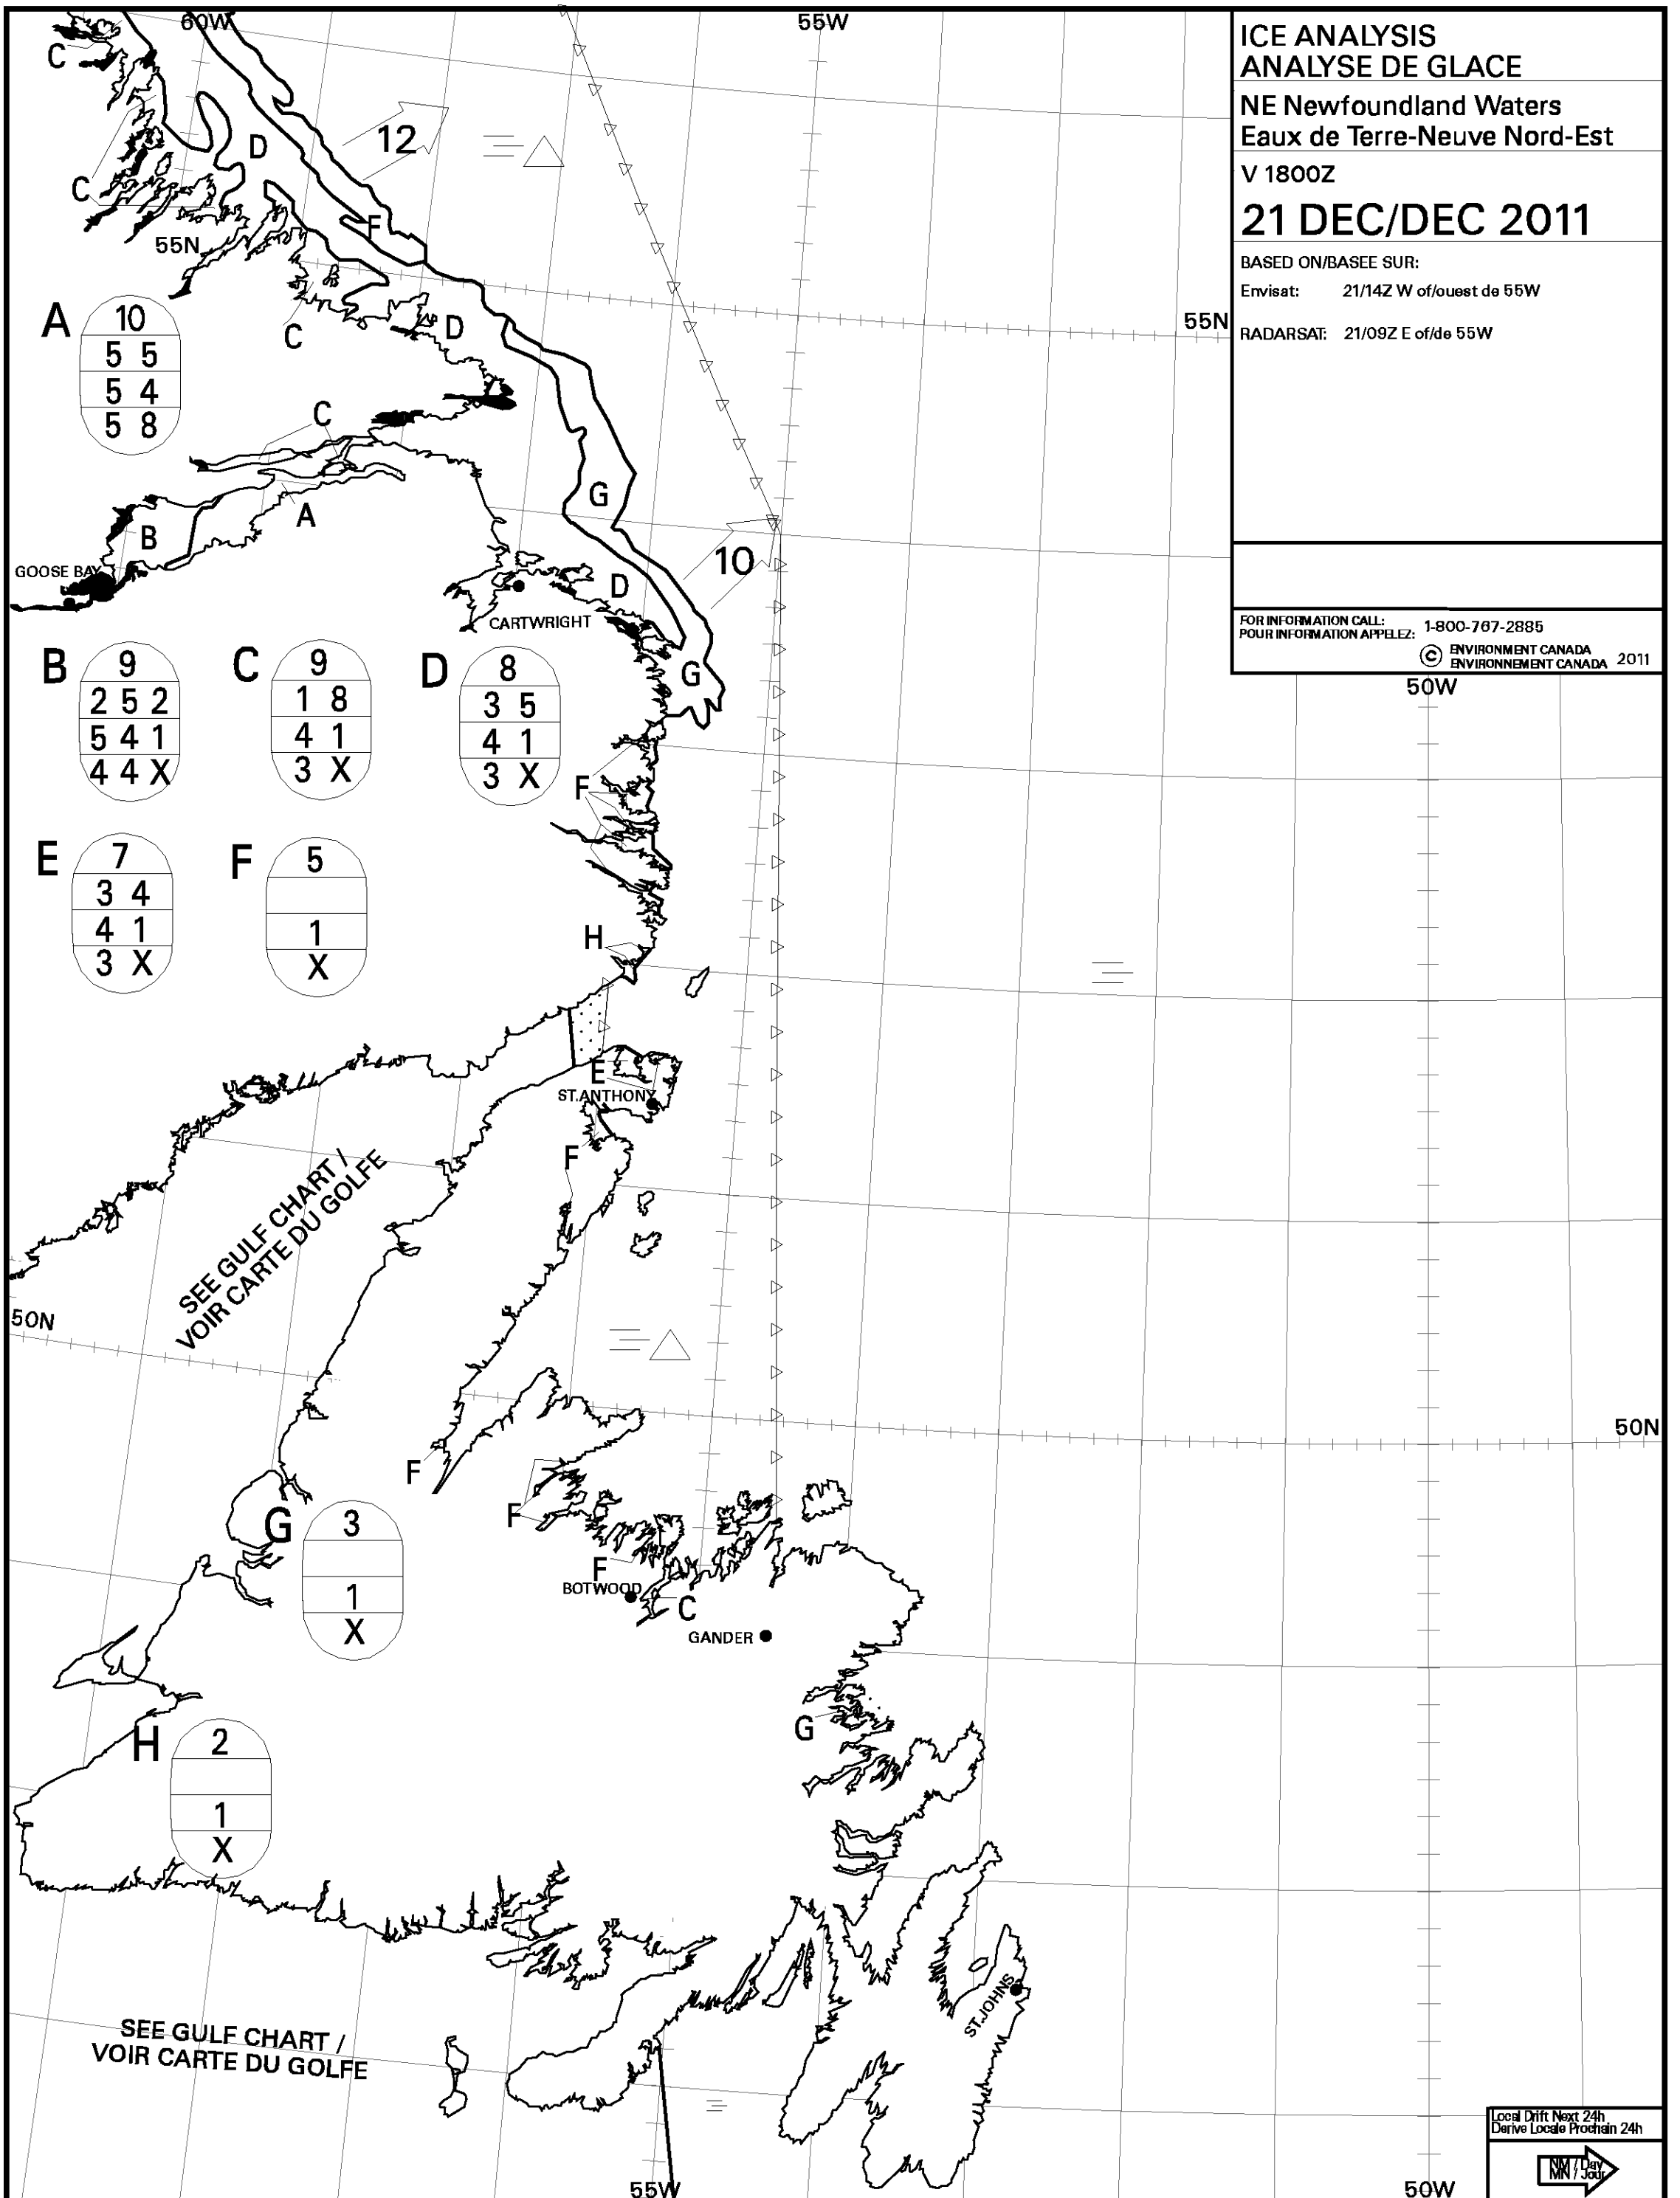 60W
55W
ICE ANALYSIS
ANALYSE DE GLACE
NE Newfoundland Waters
Eaux de Terre-Neuve Nord-Est
V 1800Z
21 DEC/DEC 2011
BASED ON/BASEE SUR:
Envisat: 21/14Z W of/ouest de 55W
RADARSAT: 21/09Z E of/de 55W
FOR INFORMATION CALL:
POUR INFORMATION APPELEZ: 1-800-767-2885
© ENVIRONMENT CANADA
ENVIRONNEMENT CANADA 2011
C
D
12
C
F
55N
C
D
55N
A
10
5 5
5 4
5 8
C
G
A
B
10
GOOSE BAY
D
CARTWRIGHT
G
50W
B
9
2 5 2
5 4 1
4 4 X
C
9
1 8
4 1
3 X
D
8
3 5
4 1
3 X
F
E
7
3 4
4 1
3 X
F
5
1
X
H
E
ST.ANTHONY
F
SEE GULF CHART /
VOIR CARTE DU GOLFE
50N
50N
F
F
G
3
1
X
F
BOTWOOD
C
GANDER
G
H
2
1
X
ST.JOHNS
SEE GULF CHART /
VOIR CARTE DU GOLFE
55W
50W
Local Drift Next 24h
Derive Locale Prochain 24h
NM / Day
MN / Jour